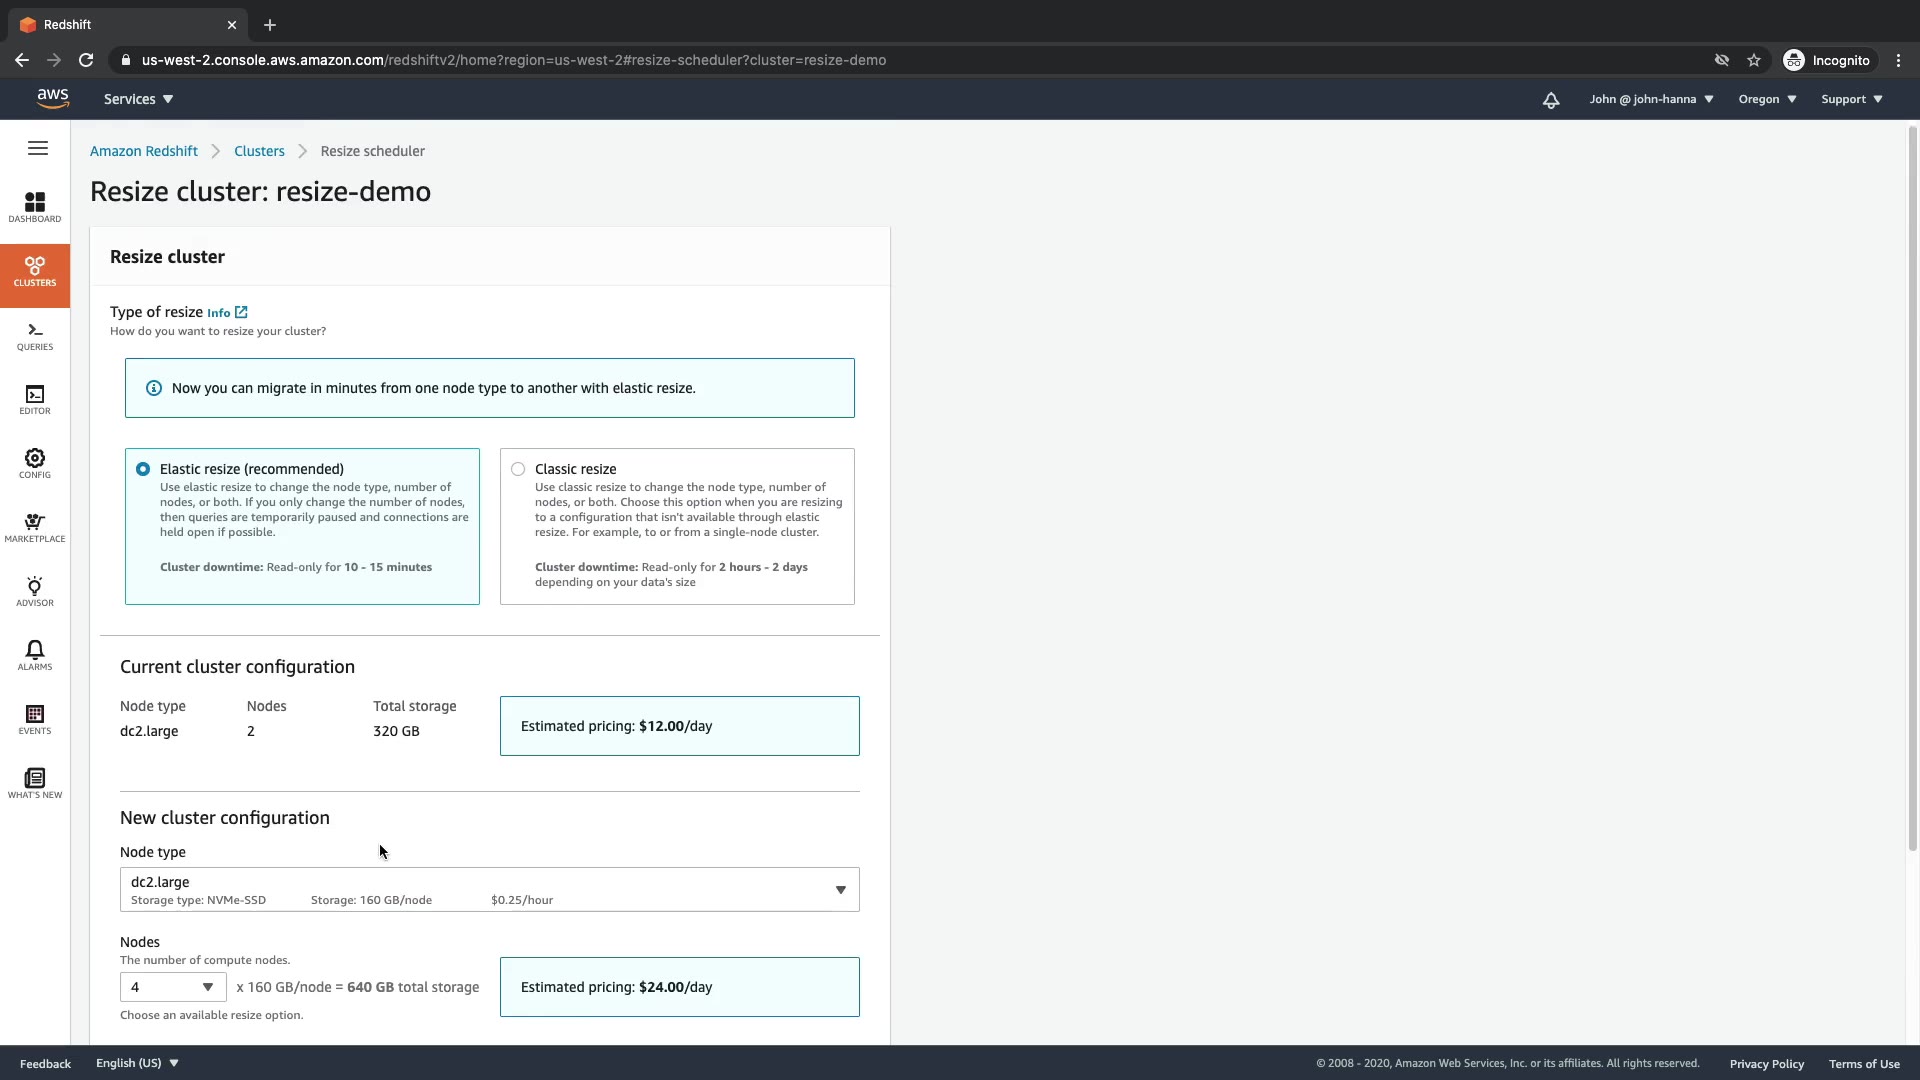 Redshift
us-west-2.console.aws.amazon.com/redshiftv2/home?region=us-west-2#resize-scheduler?cluster=resize-demo
Incognito
aws
Services
John @ john-hanna
Oregon
Support
DASHBOARD
CLUSTERS
QUERIES
EDITOR
CONFIG
MARKETPLACE
ADVISOR
ALARMS
EVENTS
WHAT'S NEW
Amazon Redshift
Clusters
Resize scheduler
Resize cluster: resize-demo
Resize cluster
Type of resize Info
How do you want to resize your cluster?
Now you can migrate in minutes from one node type to another with elastic resize.
Elastic resize (recommended)
Use elastic resize to change the node type, number of
nodes, or both. If you only change the number of nodes,
then queries are temporarily paused and connections are
held open if possible.
Cluster downtime: Read-only for 10 - 15 minutes
Classic resize
Use classic resize to change the node type, number of
nodes, or both. Choose this option when you are resizing
to a configuration that isn't available through elastic
resize. For example, to or from a single-node cluster.
Cluster downtime: Read-only for 2 hours - 2 days
depending on your data's size
Current cluster configuration
Node type
dc2.large
Nodes
2
Total storage
320 GB
Estimated pricing: $12.00/day
New cluster configuration
Node type
dc2.large
Storage type: NVMe-SSD
Storage: 160 GB/node
$0.25/hour
Nodes
The number of compute nodes.
4
x 160 GB/node = 640 GB total storage
Choose an available resize option.
Estimated pricing: $24.00/day
Feedback
English (US)
© 2008 - 2020, Amazon Web Services, Inc. or its affiliates. All rights reserved.
Privacy Policy
Terms of Use